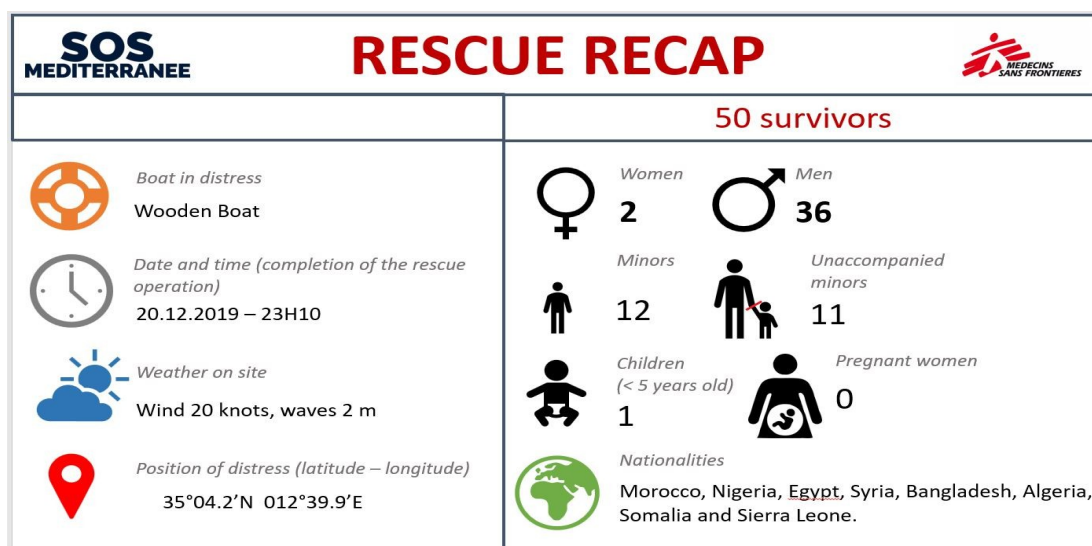 SOS
MEDITERRANEE
RESCUE RECAP
MEDECINS
SANS FRONTIERES
50 survivors
Boat in distress
Wooden Boat
Date and time (completion of the rescue
operation)
20.12.2019 – 23H10
Weather on site
Wind 20 knots, waves 2 m
Position of distress (latitude – longitude)
35°04.2’N 012°39.9’E
Women
2
Men
36
Minors
12
Unaccompanied
minors
11
Children
(< 5 years old)
1
Pregnant women
0
Nationalities
Morocco, Nigeria, Egypt, Syria, Bangladesh, Algeria,
Somalia and Sierra Leone.